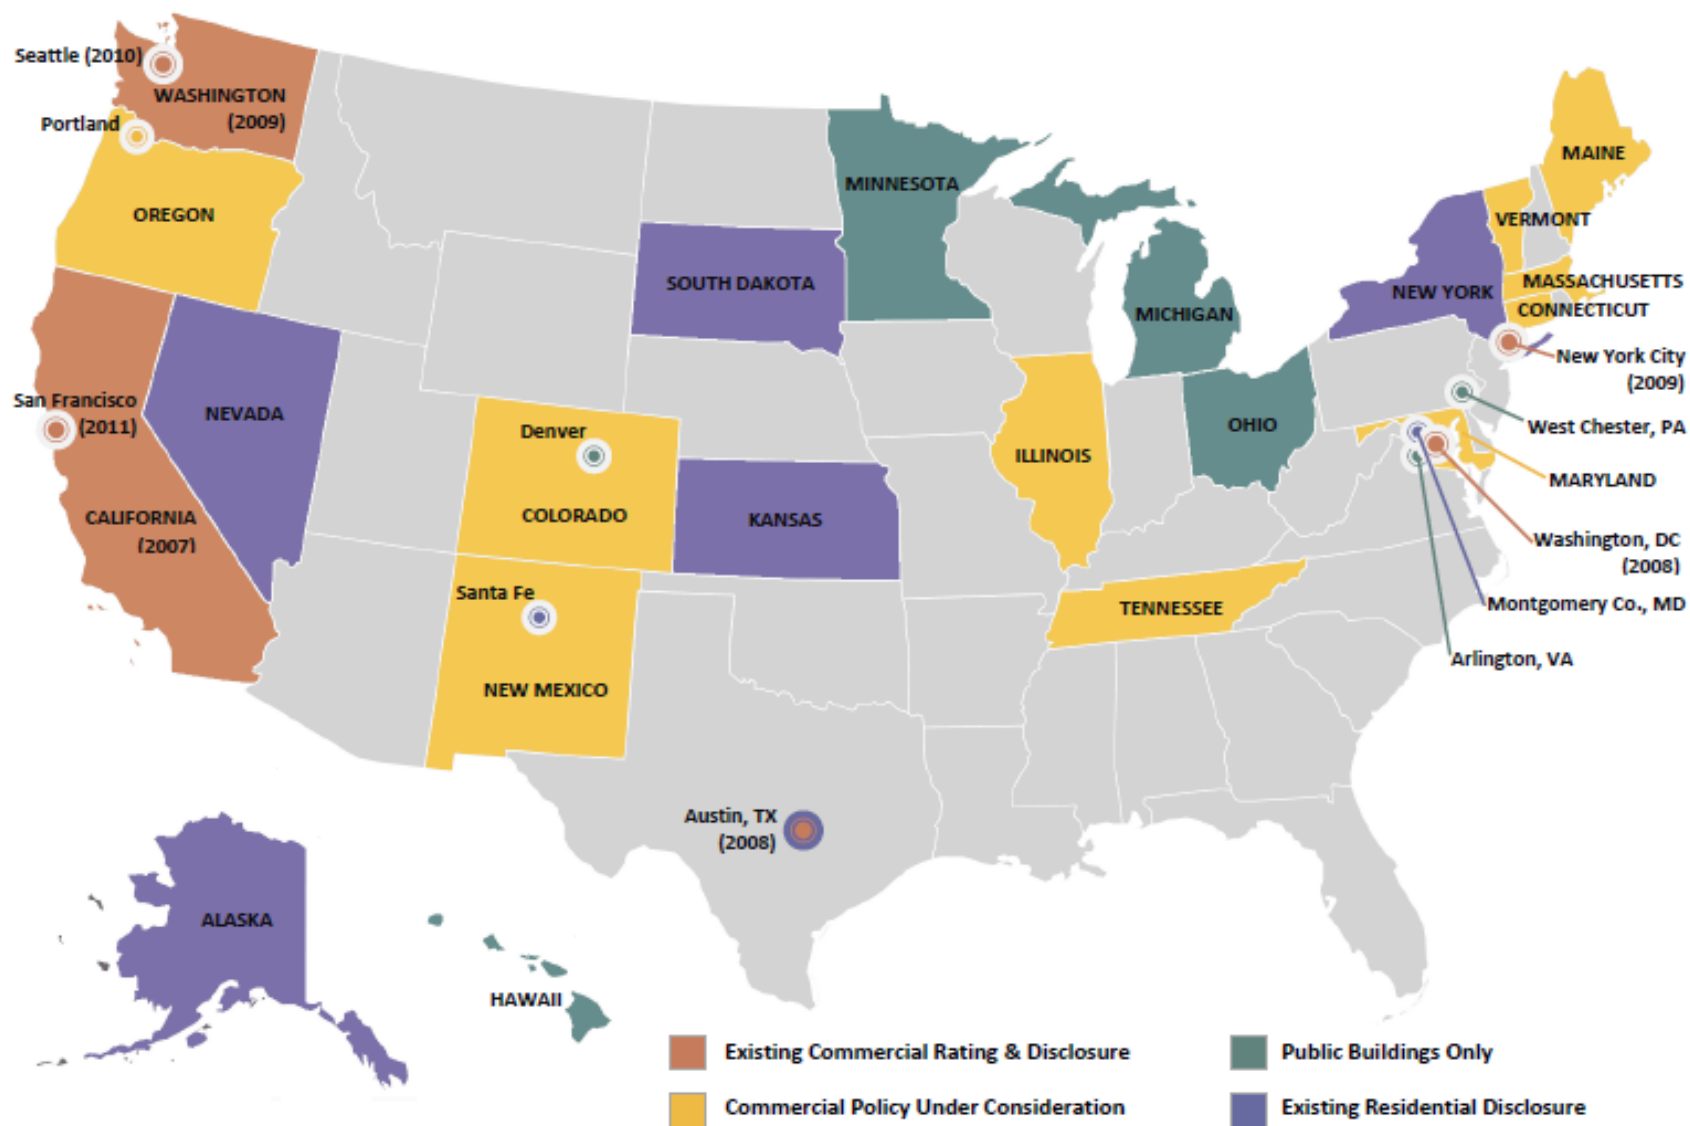 Seattle (2010)
WASHINGTON
(2009)
Portland
OREGON
San Francisco
(2011)
NEVADA
CALIFORNIA
(2007)
Denver
COLORADO
Santa Fe
NEW MEXICO
SOUTH DAKOTA
KANSAS
MINNESOTA
MICHIGAN
ILLINOIS
OHIO
TENNESSEE
Austin, TX
(2008)
MAINE
VERMONT
MASSACHUSETTS
NEW YORK
CONNECTICUT
New York City
(2009)
West Chester, PA
MARYLAND
Washington, DC
(2008)
Montgomery Co., MD
Arlington, VA
ALASKA
HAWAII
Existing Commercial Rating & Disclosure
Public Buildings Only
Commercial Policy Under Consideration
Existing Residential Disclosure